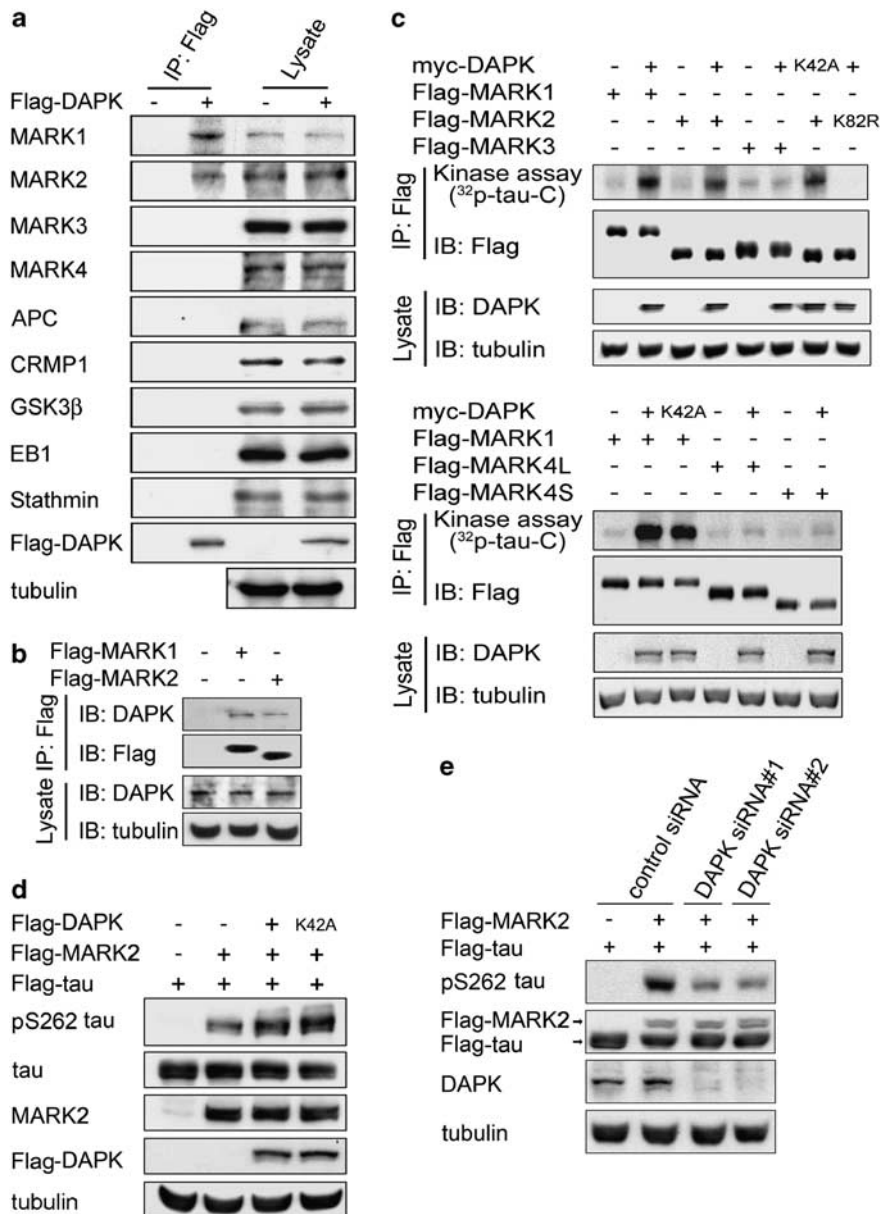 a
IP: Flag
Lysate
Flag-DAPK - + - +
MARK1
MARK2
MARK3
MARK4
APC
CRMP1
GSK3β
EB1
Stathmin
Flag-DAPK
tubulin
b
Flag-MARK1 - + -
Flag-MARK2 - - +
IP: Flag
IB: DAPK
IB: Flag
Lysate
IB: DAPK
IB: tubulin
c
myc-DAPK - + - + - + K42A +
Flag-MARK1 + + - - - - - -
Flag-MARK2 - - + + - - + K82R
Flag-MARK3 - - - - + + - -
IP: Flag
Kinase assay
(32p-tau-C)
IB: Flag
Lysate
IB: DAPK
IB: tubulin
myc-DAPK - + K42A - + - +
Flag-MARK1 + + + - - - -
Flag-MARK4L - - - + + - -
Flag-MARK4S - - - - - + +
IP: Flag
Kinase assay
(32p-tau-C)
IB: Flag
Lysate
IB: DAPK
IB: tubulin
d
Flag-DAPK - - + K42A
Flag-MARK2 - + + +
Flag-tau + + + +
pS262 tau
tau
MARK2
Flag-DAPK
tubulin
e
control siRNA
DAPK siRNA#1
DAPK siRNA#2
Flag-MARK2 - + + +
Flag-tau + + + +
pS262 tau
Flag-MARK2
Flag-tau
DAPK
tubulin